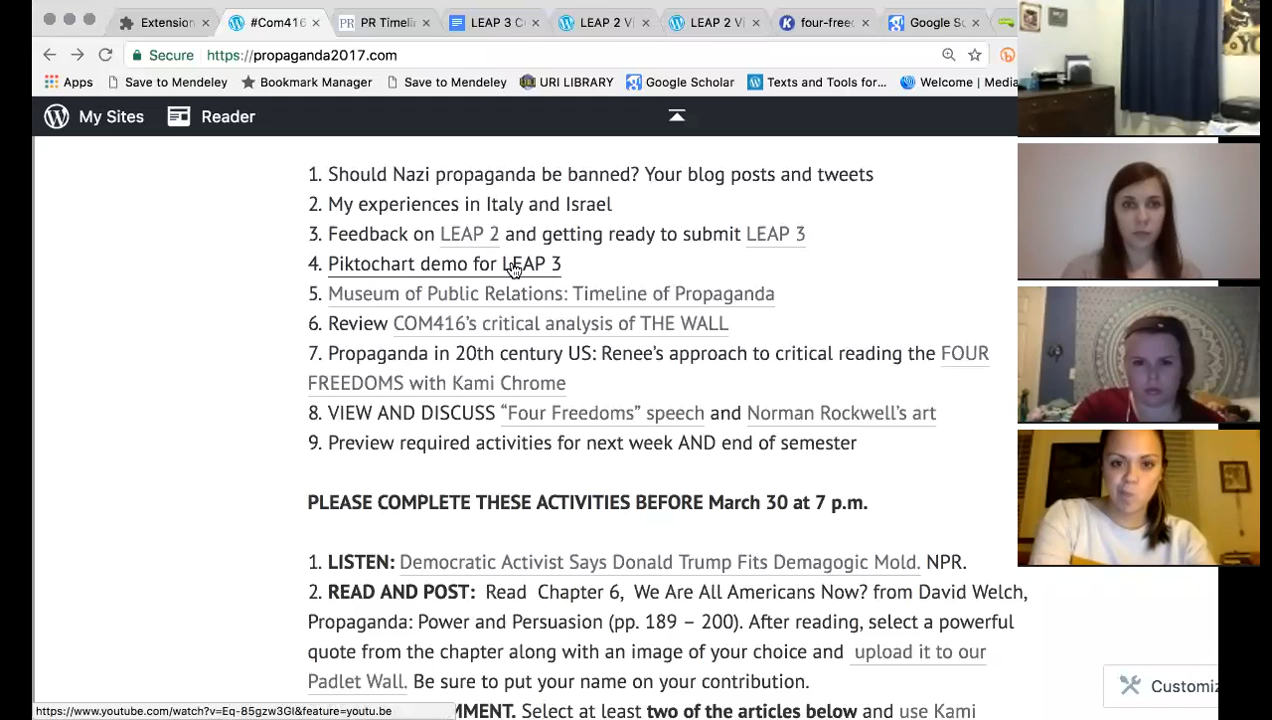 Extension
#Com416
PR Timeli
LEAP 3 C
LEAP 2 Vi
LEAP 2 Vi
four-free
Google Sc
Secure
https://propaganda2017.com
Apps
Save to Mendeley
Bookmark Manager
Save to Mendeley
URI LIBRARY
Google Scholar
Texts and Tools for...
Welcome | Media
My Sites
Reader
1. Should Nazi propaganda be banned? Your blog posts and tweets
2. My experiences in Italy and Israel
3. Feedback on LEAP 2 and getting ready to submit LEAP 3
4. Piktochart demo for LEAP 3
5. Museum of Public Relations: Timeline of Propaganda
6. Review COM416's critical analysis of THE WALL
7. Propaganda in 20th century US: Renee's approach to critical reading the FOUR
FREEDOMS with Kami Chrome
8. VIEW AND DISCUSS "Four Freedoms" speech and Norman Rockwell's art
9. Preview required activities for next week AND end of semester
PLEASE COMPLETE THESE ACTIVITIES BEFORE March 30 at 7 p.m.
1. LISTEN: Democratic Activist Says Donald Trump Fits Demagogic Mold. NPR.
2. READ AND POST: Read Chapter 6, We Are All Americans Now? from David Welch,
Propaganda: Power and Persuasion (pp. 189 – 200). After reading, select a powerful
quote from the chapter along with an image of your choice and upload it to our
Padlet Wall. Be sure to put your name on your contribution.
MMENT. Select at least two of the articles below and use Kami
Customiz
https://www.youtube.com/watch?v=Eq-85gzw3GI&feature=youtu.be